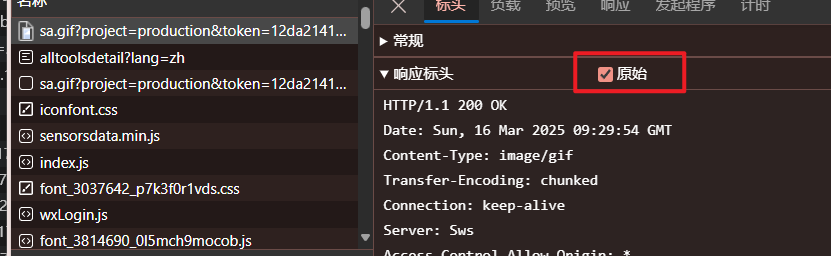 名称
sa.gif?project=production&token=12da2141...
alltoolsdetail?lang=zh
sa.gif?project=production&token=12da2141...
iconfont.css
sensorsdata.min.js
index.js
font_3037642_p7k3f0r1vds.css
wxLogin.js
font_3814690_0l5mch9mocob.js
标头 负载 预览 响应 发起程序 计时
常规
响应标头 原始
HTTP/1.1 200 OK
Date: Sun, 16 Mar 2025 09:29:54 GMT
Content-Type: image/gif
Transfer-Encoding: chunked
Connection: keep-alive
Server: Sws
Access-Control-Allow-Origin: *